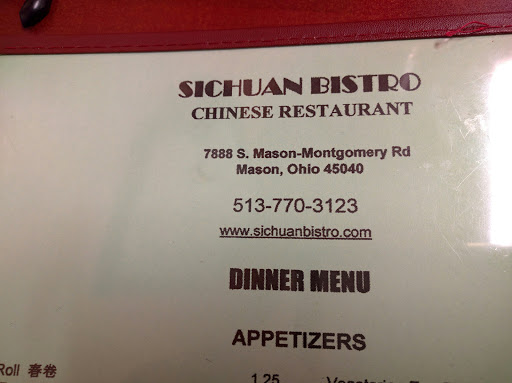 SICHUAN BISTRO
CHINESE RESTAURANT
7888 S. Mason-Montgomery Rd
Mason, Ohio 45040
513-770-3123
www.sichuanbistro.com
DINNER MENU
APPETIZERS
Roll 春卷
1.25